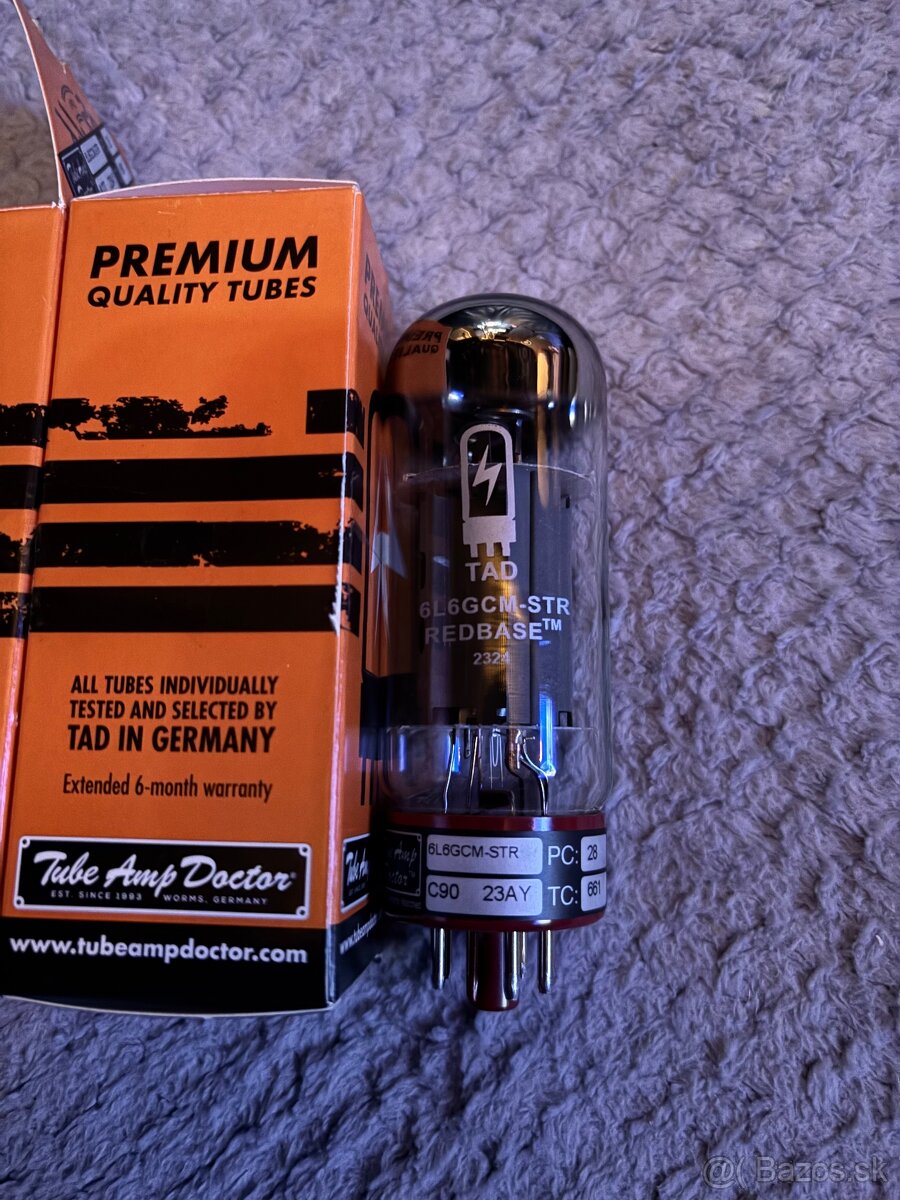 PREMIUM
QUALITY TUBES
ALL TUBES INDIVIDUALLY
TESTED AND SELECTED BY
TAD IN GERMANY
Extended 6-month warranty
Tube Amp Doctor
EST. SINCE 1993 WORMS, GERMANY
www.tubeampdoctor.com
TAD
6L6GCM-STR
REDBASE™
2324
6L6GCM-STR PC: 28
C90 23AY TC: 661
@( Bazos.sk